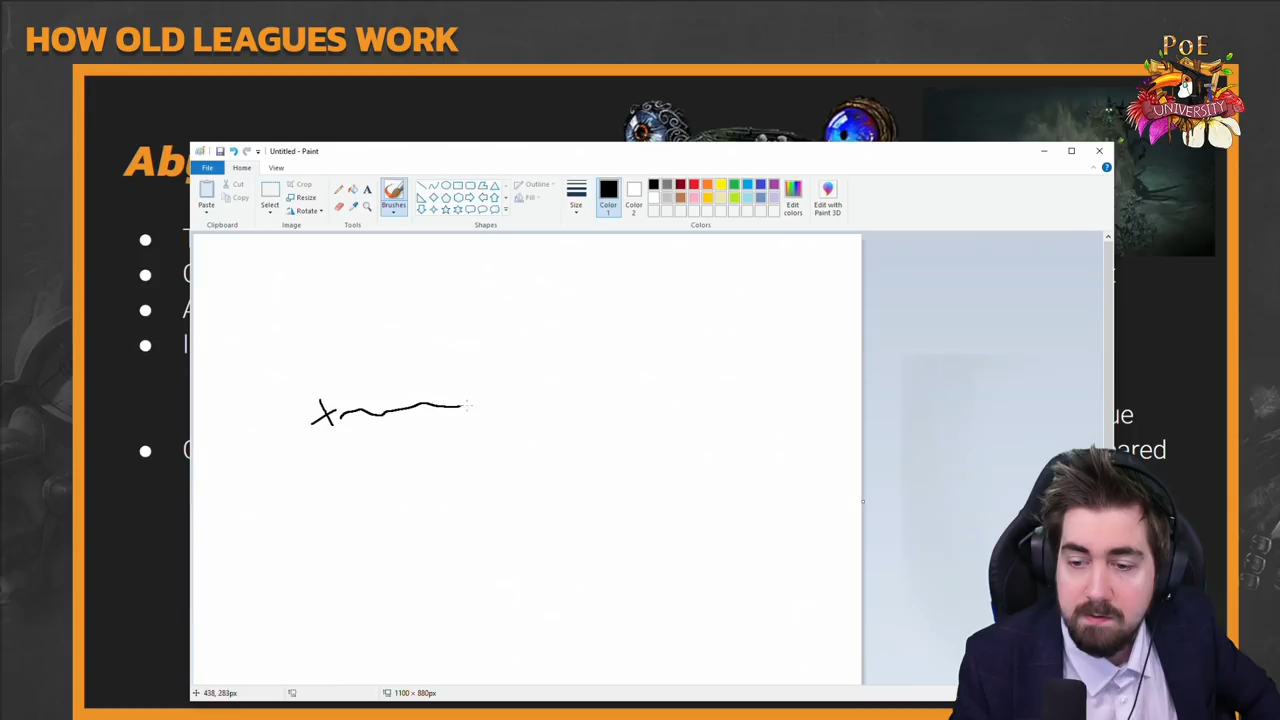 HOW OLD LEAGUES WORK
PoE
UNIVERSITY
Untitled - Paint
File Home View
Paste
Cut
Copy
Clipboard
Select
Crop
Resize
Rotate
Image
Tools
Brushes
Outline
Fill
Shapes
Size
Color 1
Color 2
Edit colors
Edit with Paint 3D
Colors
ue
ared
438, 283px
1100 × 880px